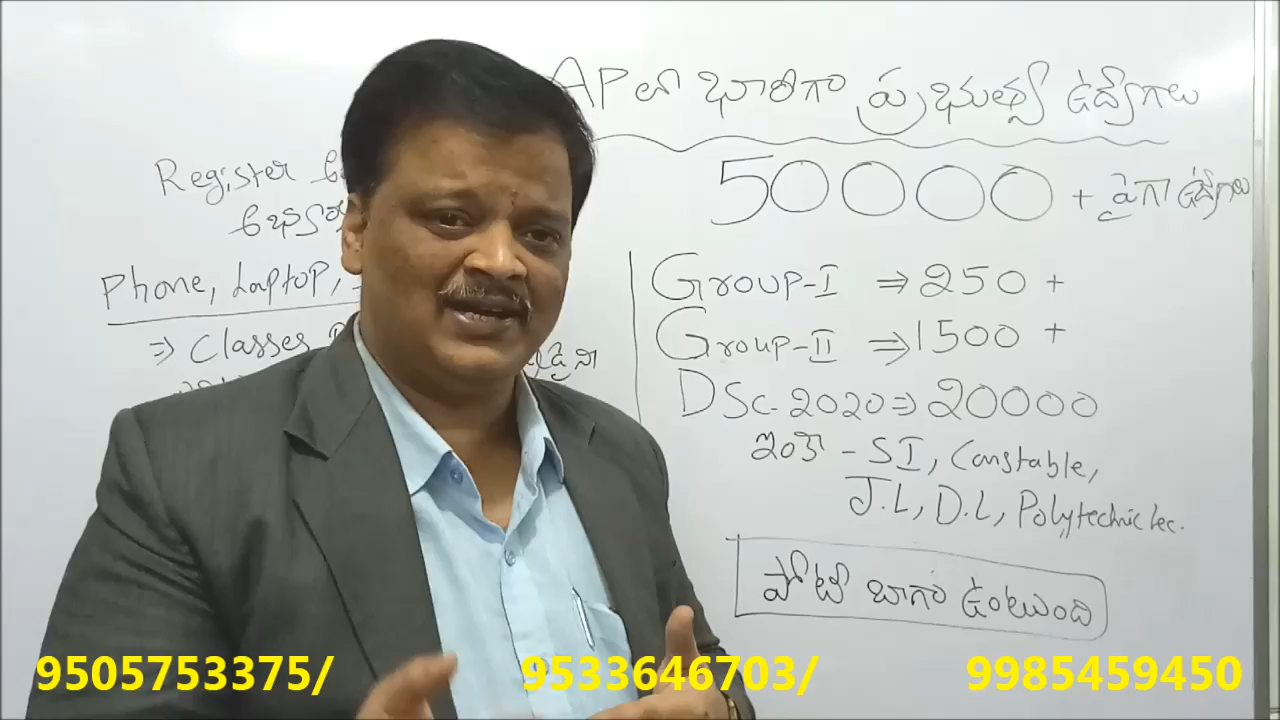 AP లో భారీగా ప్రభుత్వ ఉద్యోగాలు
50000 + పైగా ఉద్యోగాలు
Register
Phone, Laptop,
⇒ Classes
Group-I ⇒ 250 +
Group-II ⇒ 1500 +
DSc-2020 ⇒ 20000
ఇంకా - SI, Constable,
J.L, D.L, Polytechnic Lec.
పోటీ బాగా ఉంటుంది
9505753375/ 9533646703/ 9985459450